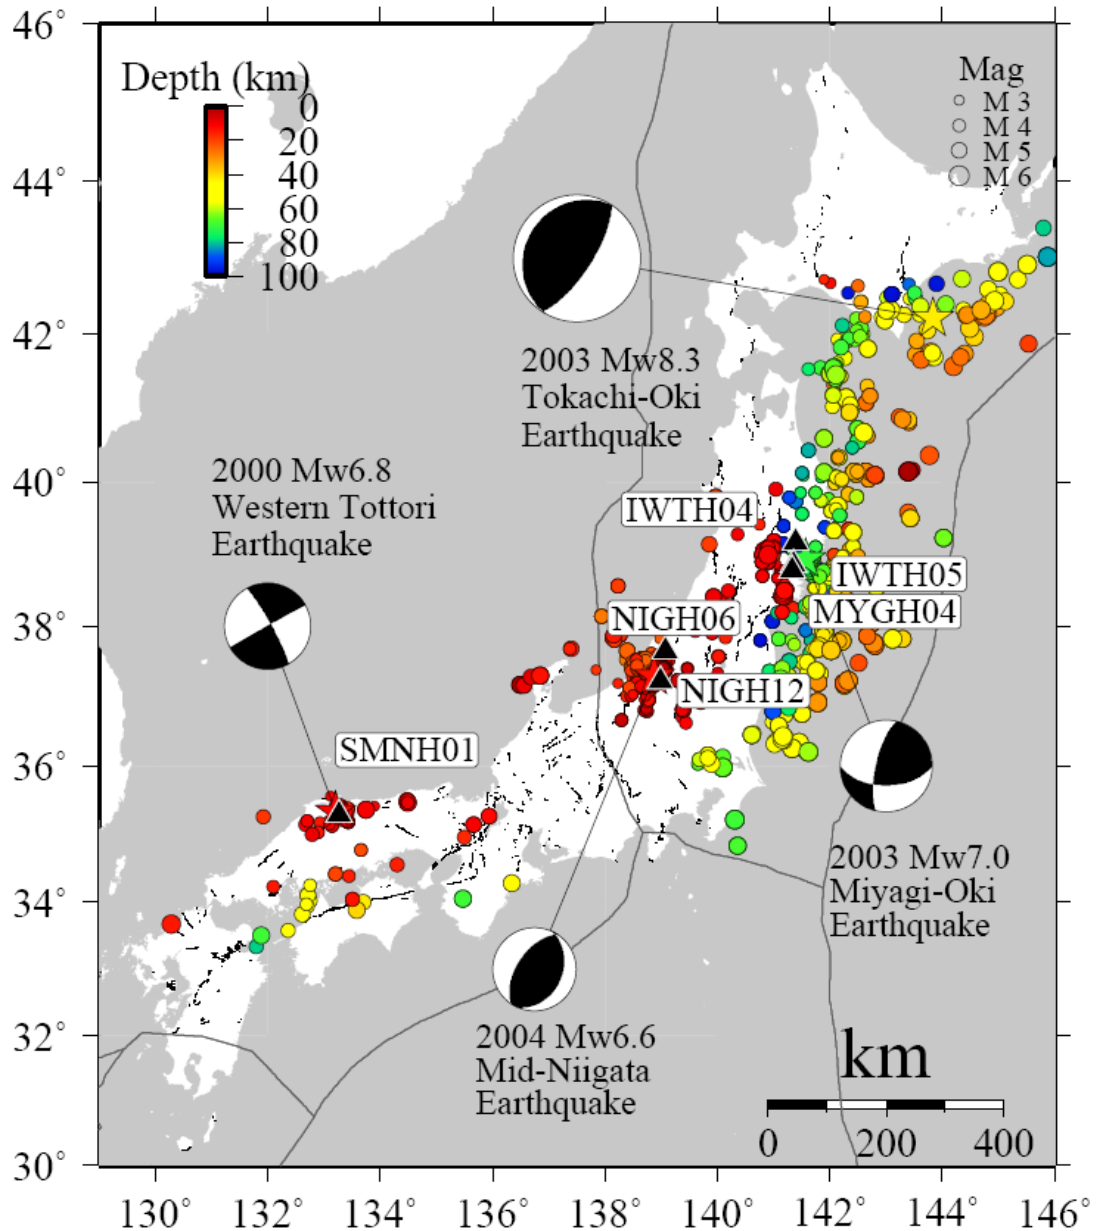 46°
44°
42°
40°
38°
36°
34°
32°
30°
Depth (km)
0
20
40
60
80
100
Mag
M 3
M 4
M 5
M 6
2003 Mw8.3
Tokachi-Oki
Earthquake
2000 Mw6.8
Western Tottori
Earthquake
IWTH04
IWTH05
MYGH04
NIGH06
NIGH12
SMNH01
2003 Mw7.0
Miyagi-Oki
Earthquake
2004 Mw6.6
Mid-Niigata
Earthquake
km
0 200 400
130° 132° 134° 136° 138° 140° 142° 144° 146°